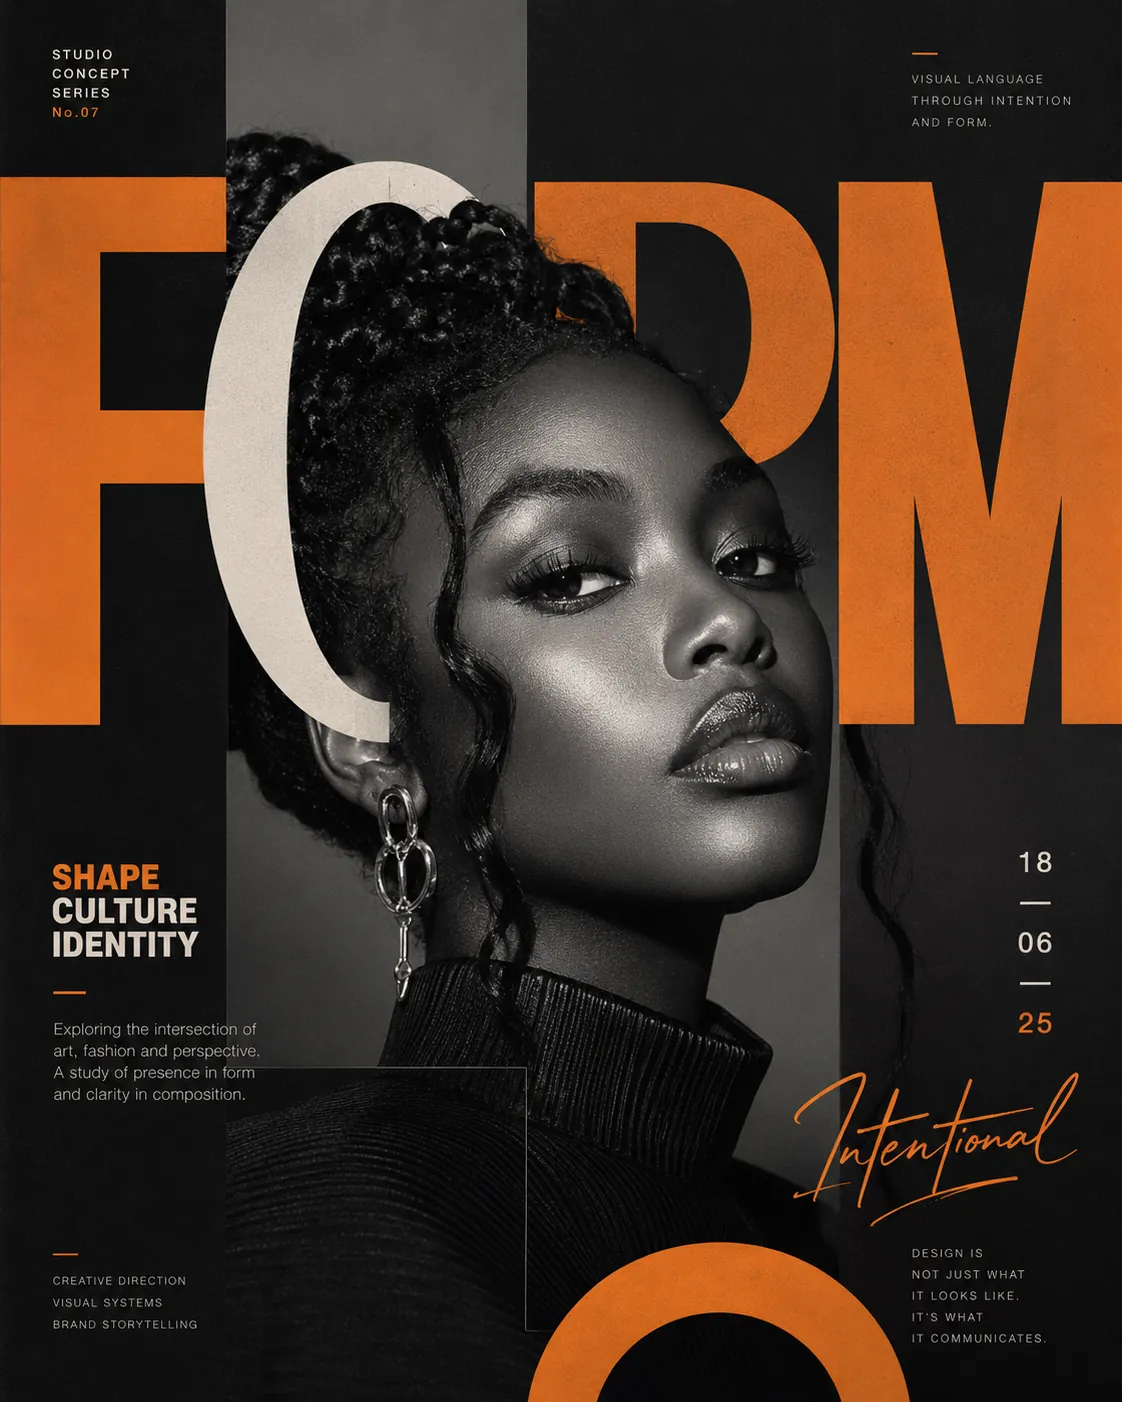 STUDIO
CONCEPT
SERIES
No.07
VISUAL LANGUAGE
THROUGH INTENTION
AND FORM.
FORM
SHAPE
CULTURE
IDENTITY
Exploring the intersection of
art, fashion and perspective.
A study of presence in form
and clarity in composition.
18
06
25
Intentional
CREATIVE DIRECTION
VISUAL SYSTEMS
BRAND STORYTELLING
DESIGN IS
NOT JUST WHAT
IT LOOKS LIKE.
IT'S WHAT
IT COMMUNICATES.